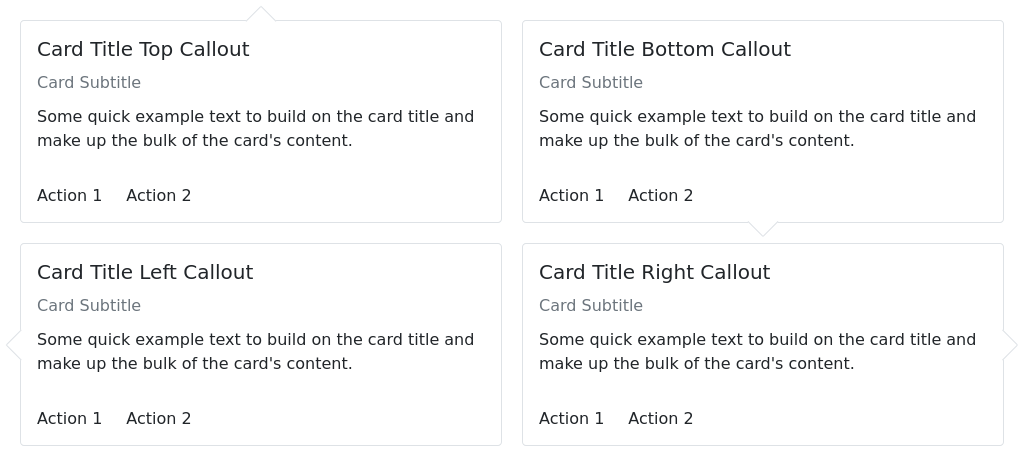 Card Title Top Callout
Card Subtitle
Some quick example text to build on the card title and
make up the bulk of the card's content.
Action 1 Action 2
Card Title Bottom Callout
Card Subtitle
Some quick example text to build on the card title and
make up the bulk of the card's content.
Action 1 Action 2
Card Title Left Callout
Card Subtitle
Some quick example text to build on the card title and
make up the bulk of the card's content.
Action 1 Action 2
Card Title Right Callout
Card Subtitle
Some quick example text to build on the card title and
make up the bulk of the card's content.
Action 1 Action 2